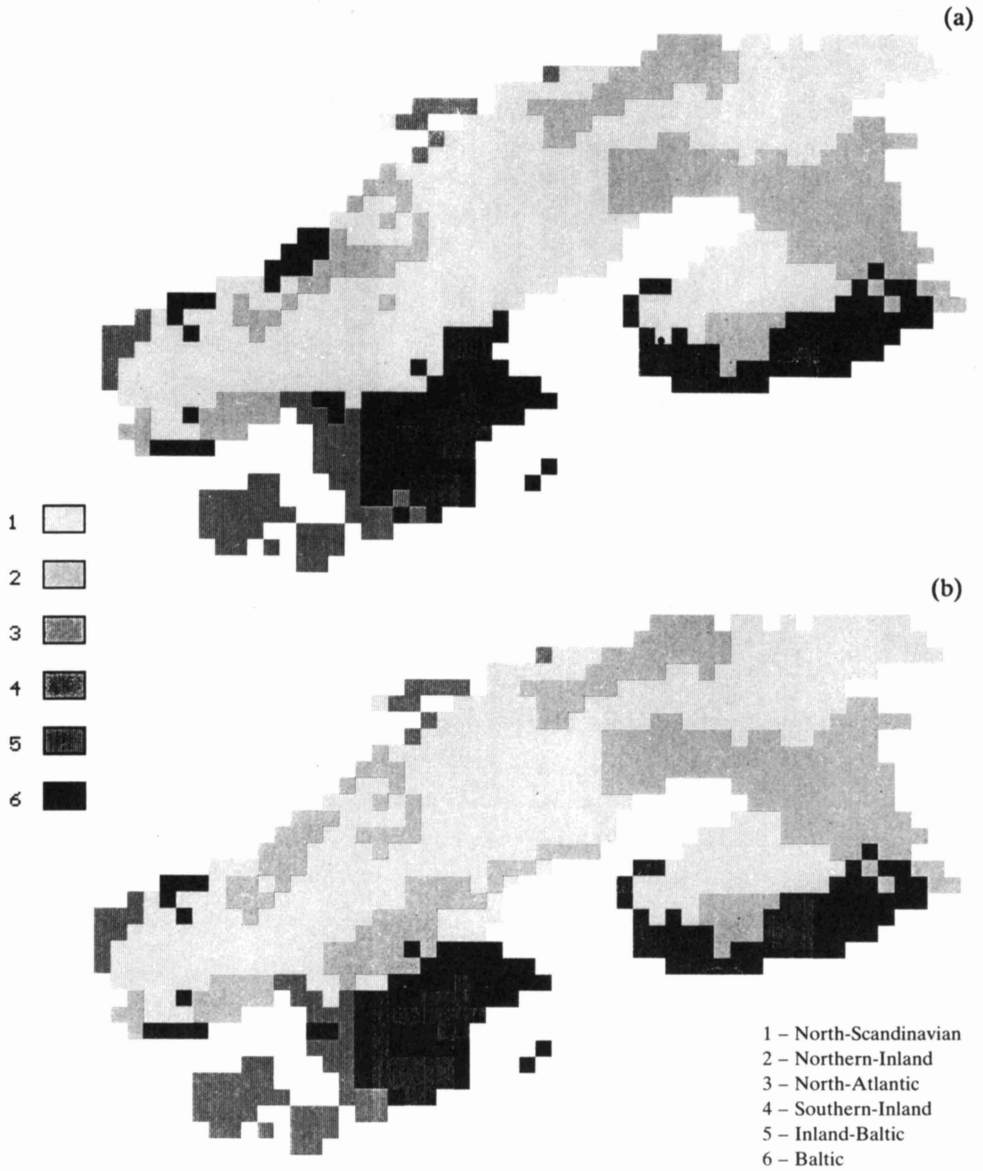 (a)
1
2
3
4
5
6
(b)
1 – North-Scandinavian
2 – Northern-Inland
3 – North-Atlantic
4 – Southern-Inland
5 – Inland-Baltic
6 – Baltic